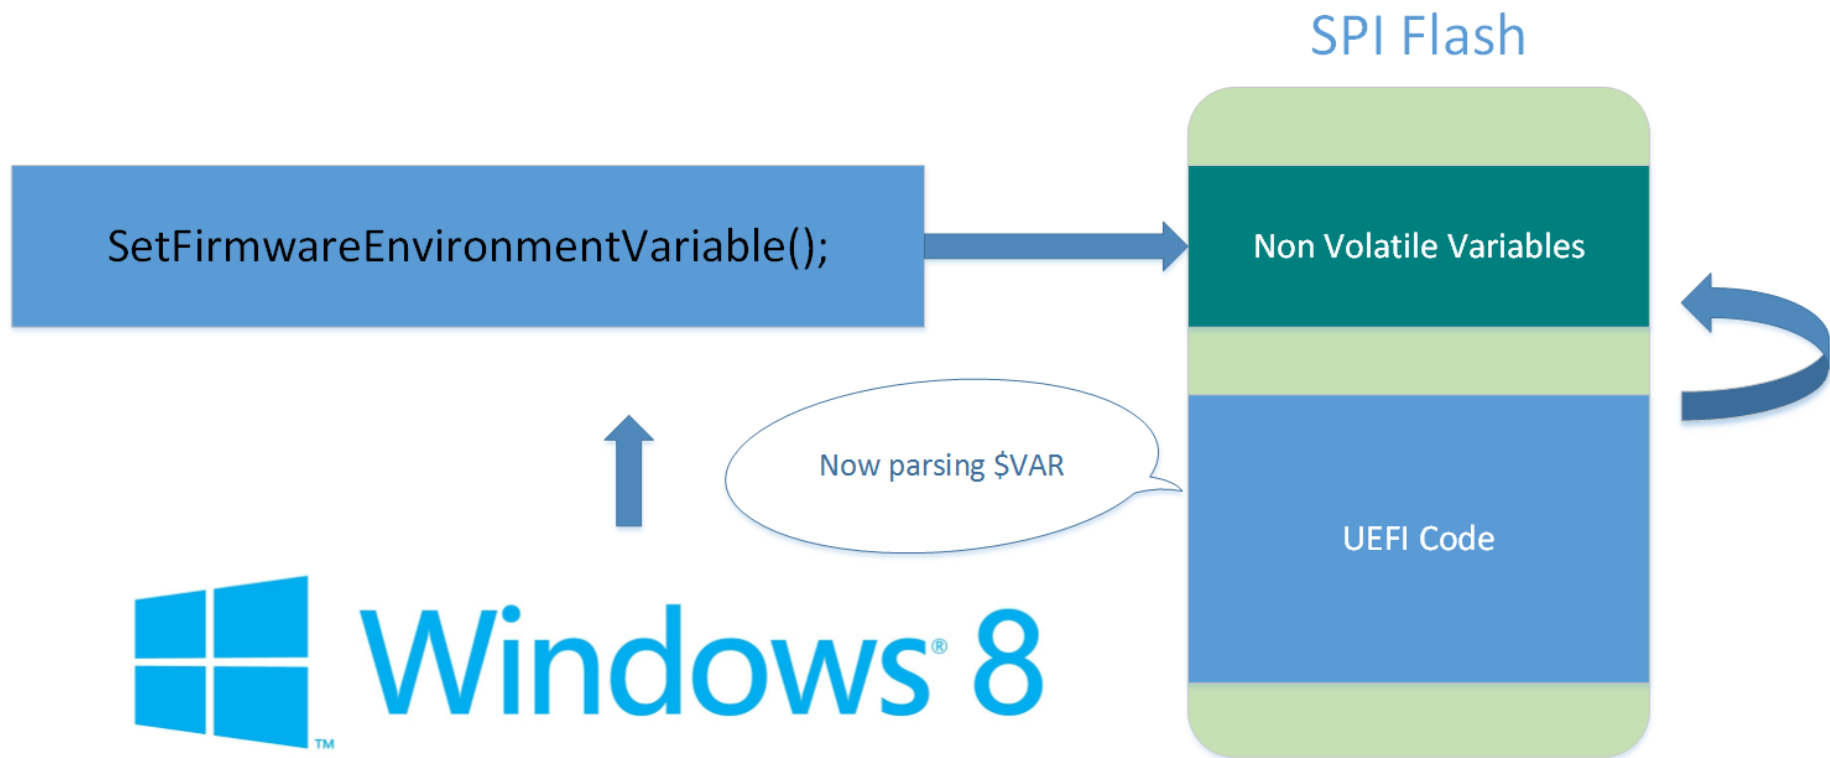 SPI Flash
SetFirmwareEnvironmentVariable();
Non Volatile Variables
Now parsing $VAR
UEFI Code
Windows® 8
™